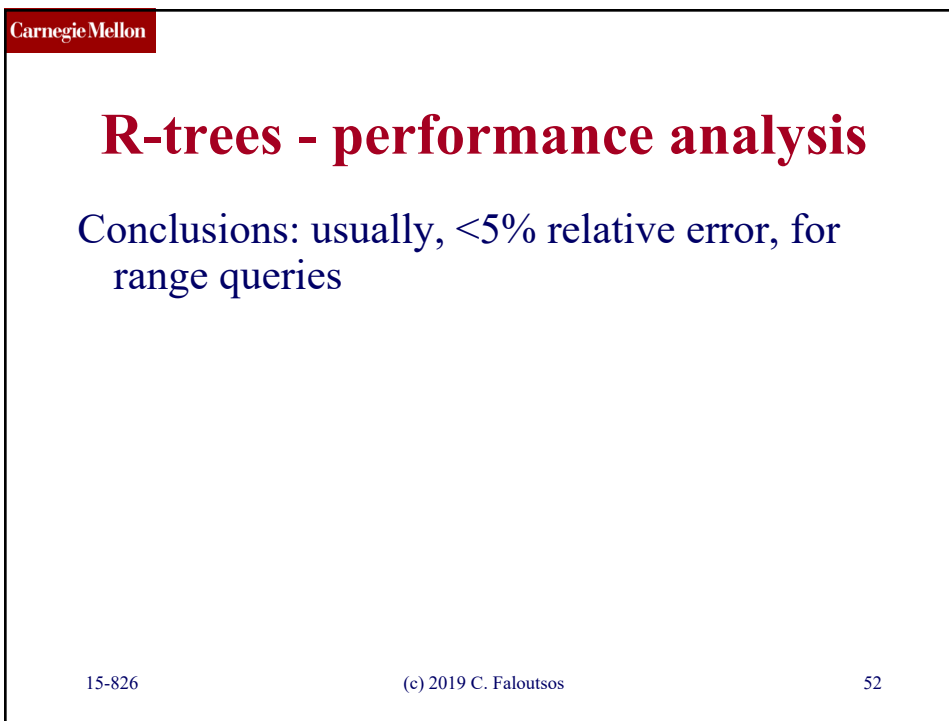 Carnegie Mellon
R-trees - performance analysis
Conclusions: usually, <5% relative error, for
range queries
15-826
(c) 2019 C. Faloutsos
52